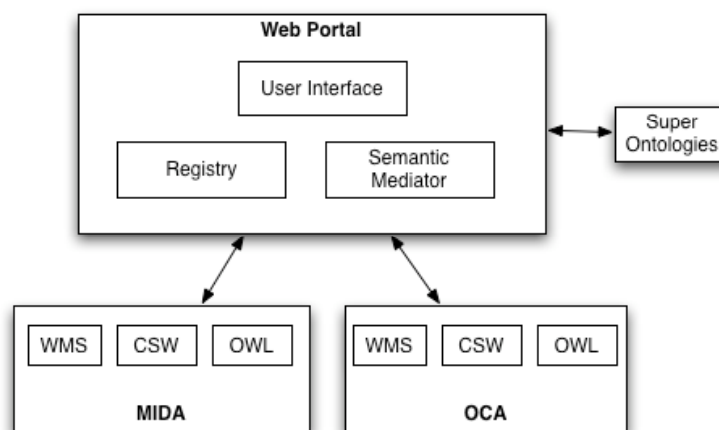 Web Portal
User Interface
Registry
Semantic
Mediator
Super
Ontologies
WMS
CSW
OWL
MIDA
WMS
CSW
OWL
OCA